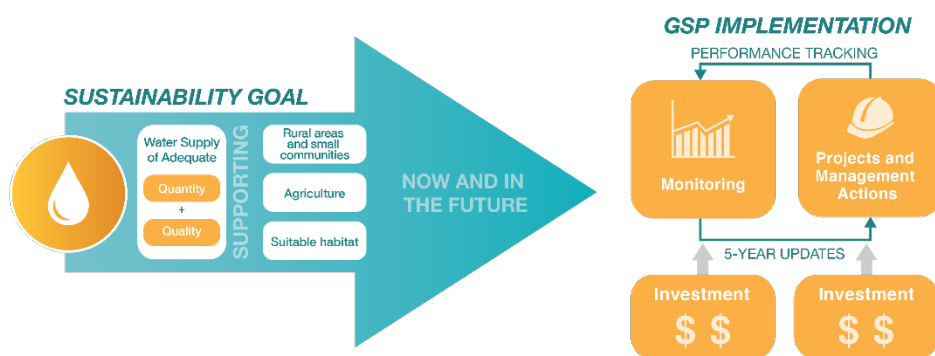 SUSTAINABILITY GOAL
Water Supply
of Adequate
Quantity
+
Quality
SUPPORTING
Rural areas
and small
communities
Agriculture
Suitable habitat
NOW AND IN
THE FUTURE
GSP IMPLEMENTATION
PERFORMANCE TRACKING
Monitoring
Projects and
Management
Actions
5-YEAR UPDATES
Investment
$ $
Investment
$ $